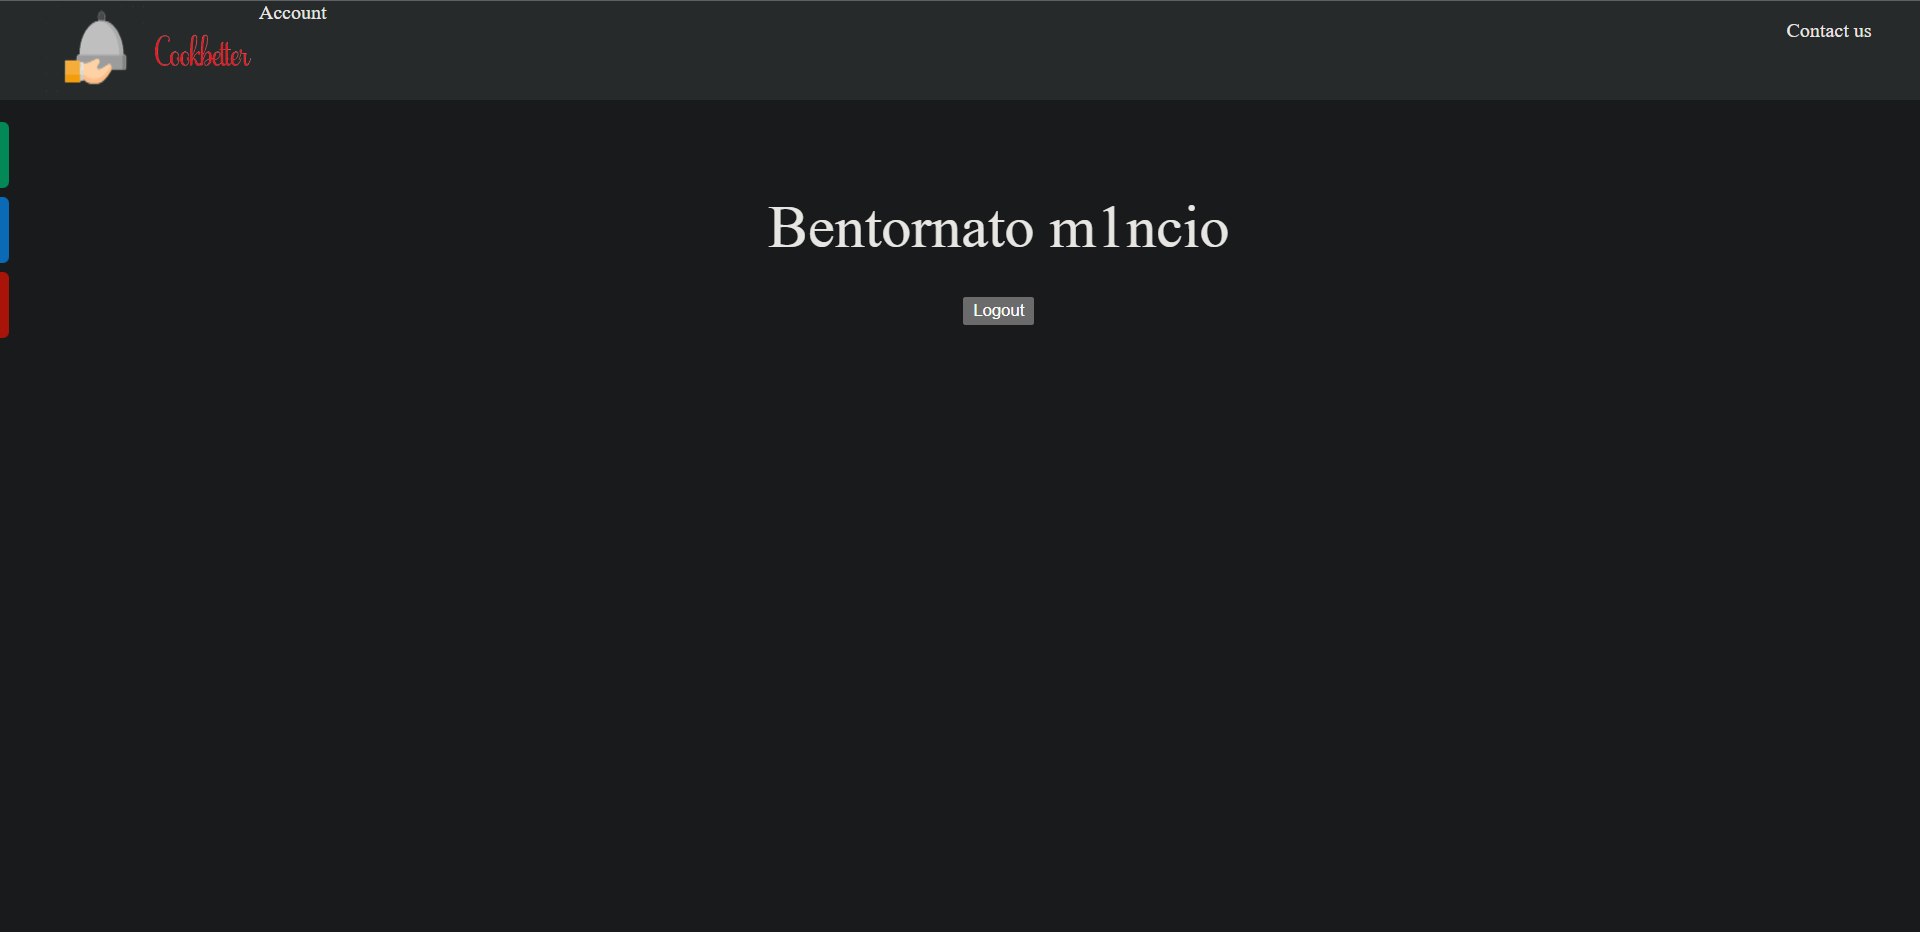 Account
Cookbetter
Contact us
Bentornato m1ncio
Logout